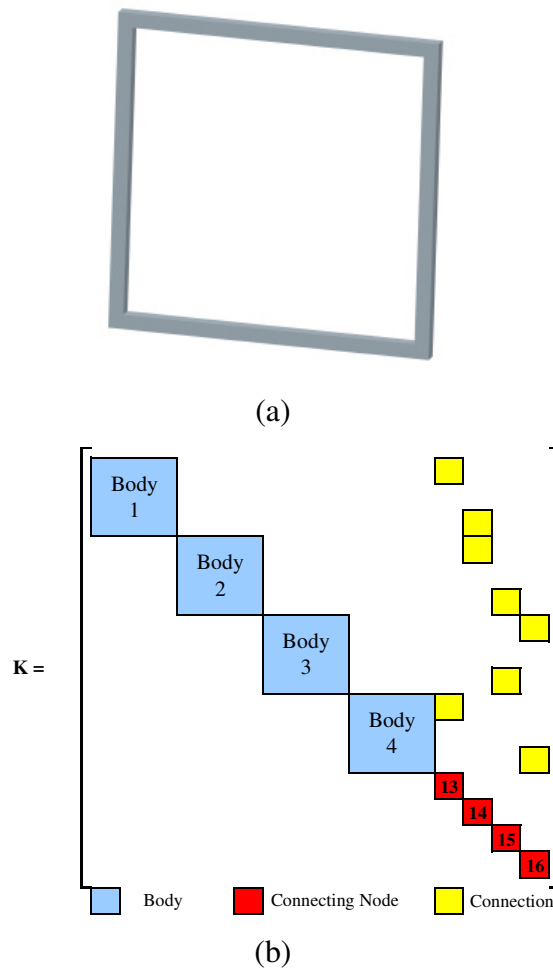 (a)
Body
1
Body
2
Body
3
K =
Body
4
13
14
15
16
Body
Connecting Node
Connection
(b)